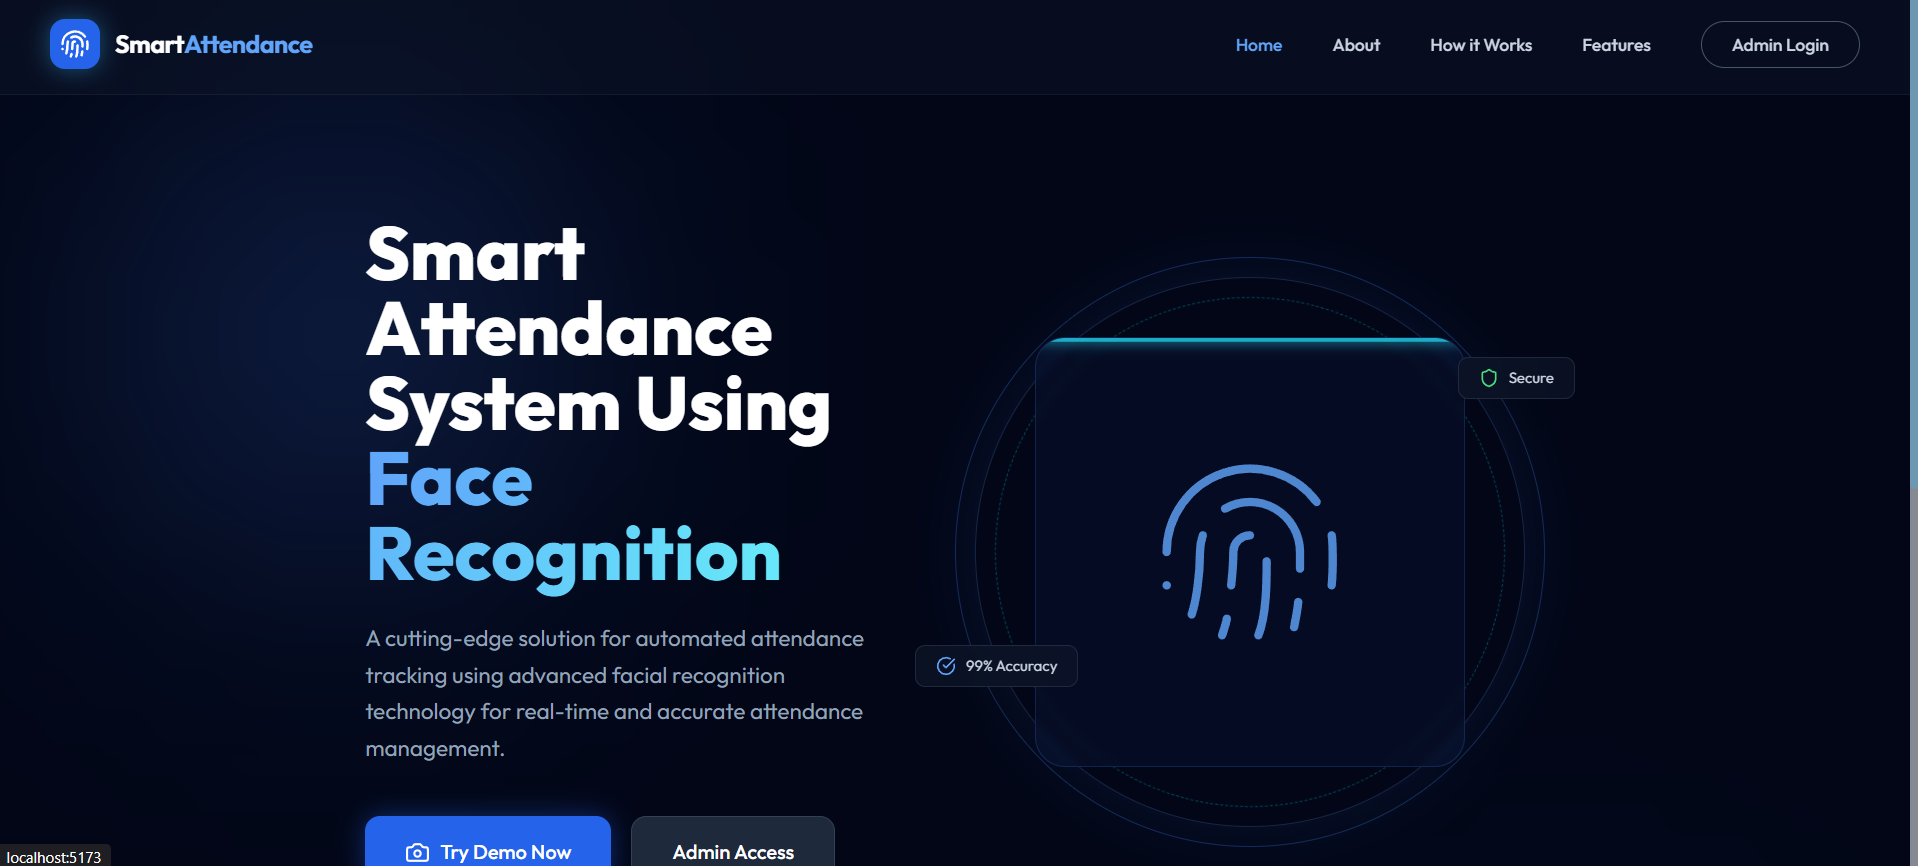 SmartAttendance
Home
About
How it Works
Features
Admin Login
Smart
Attendance
System Using
Face
Recognition
A cutting-edge solution for automated attendance
tracking using advanced facial recognition
technology for real-time and accurate attendance
management.
Try Demo Now
Admin Access
Secure
99% Accuracy
localhost:5173